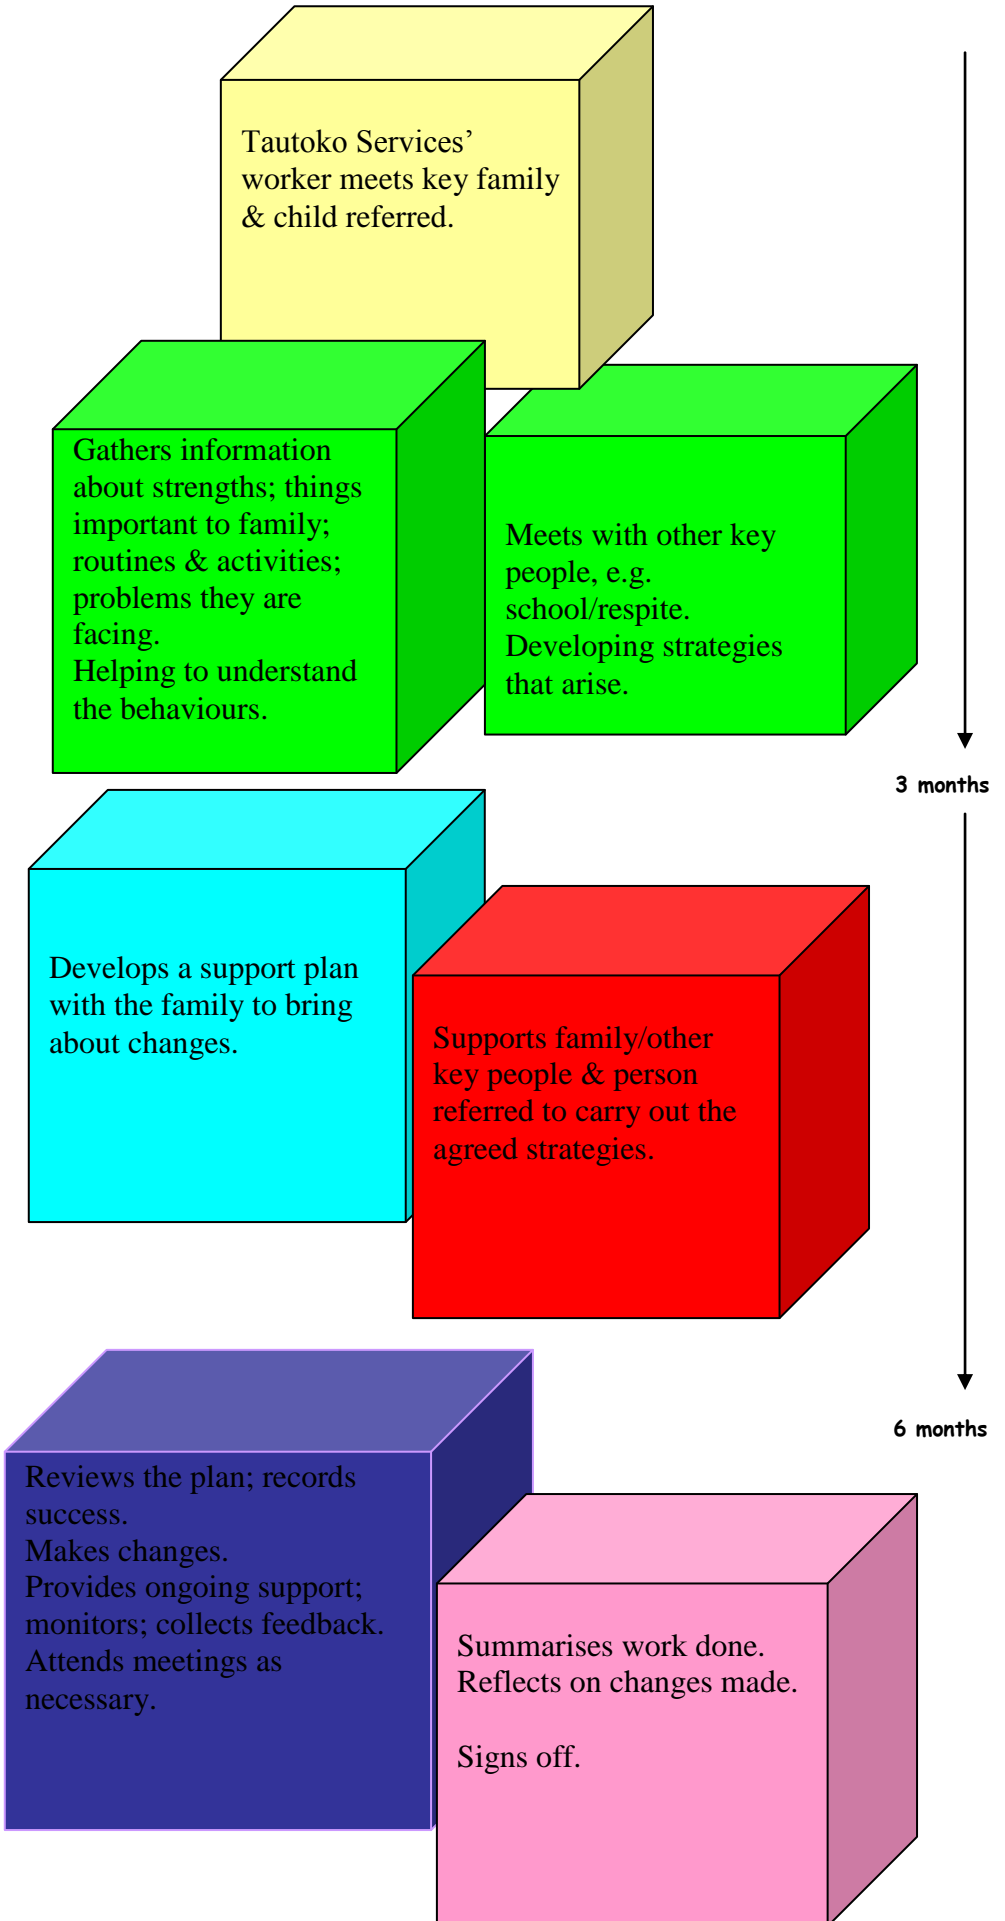 Tautoko Services’
worker meets key family
& child referred.
Gathers information
about strengths; things
important to family;
routines & activities;
problems they are
facing.
Helping to understand
the behaviours.
Meets with other key
people, e.g.
school/respite.
Developing strategies
that arise.
3 months
Develops a support plan
with the family to bring
about changes.
Supports family/other
key people & person
referred to carry out the
agreed strategies.
6 months
Reviews the plan; records
success.
Makes changes.
Provides ongoing support;
monitors; collects feedback.
Attends meetings as
necessary.
Summarises work done.
Reflects on changes made.
Signs off.